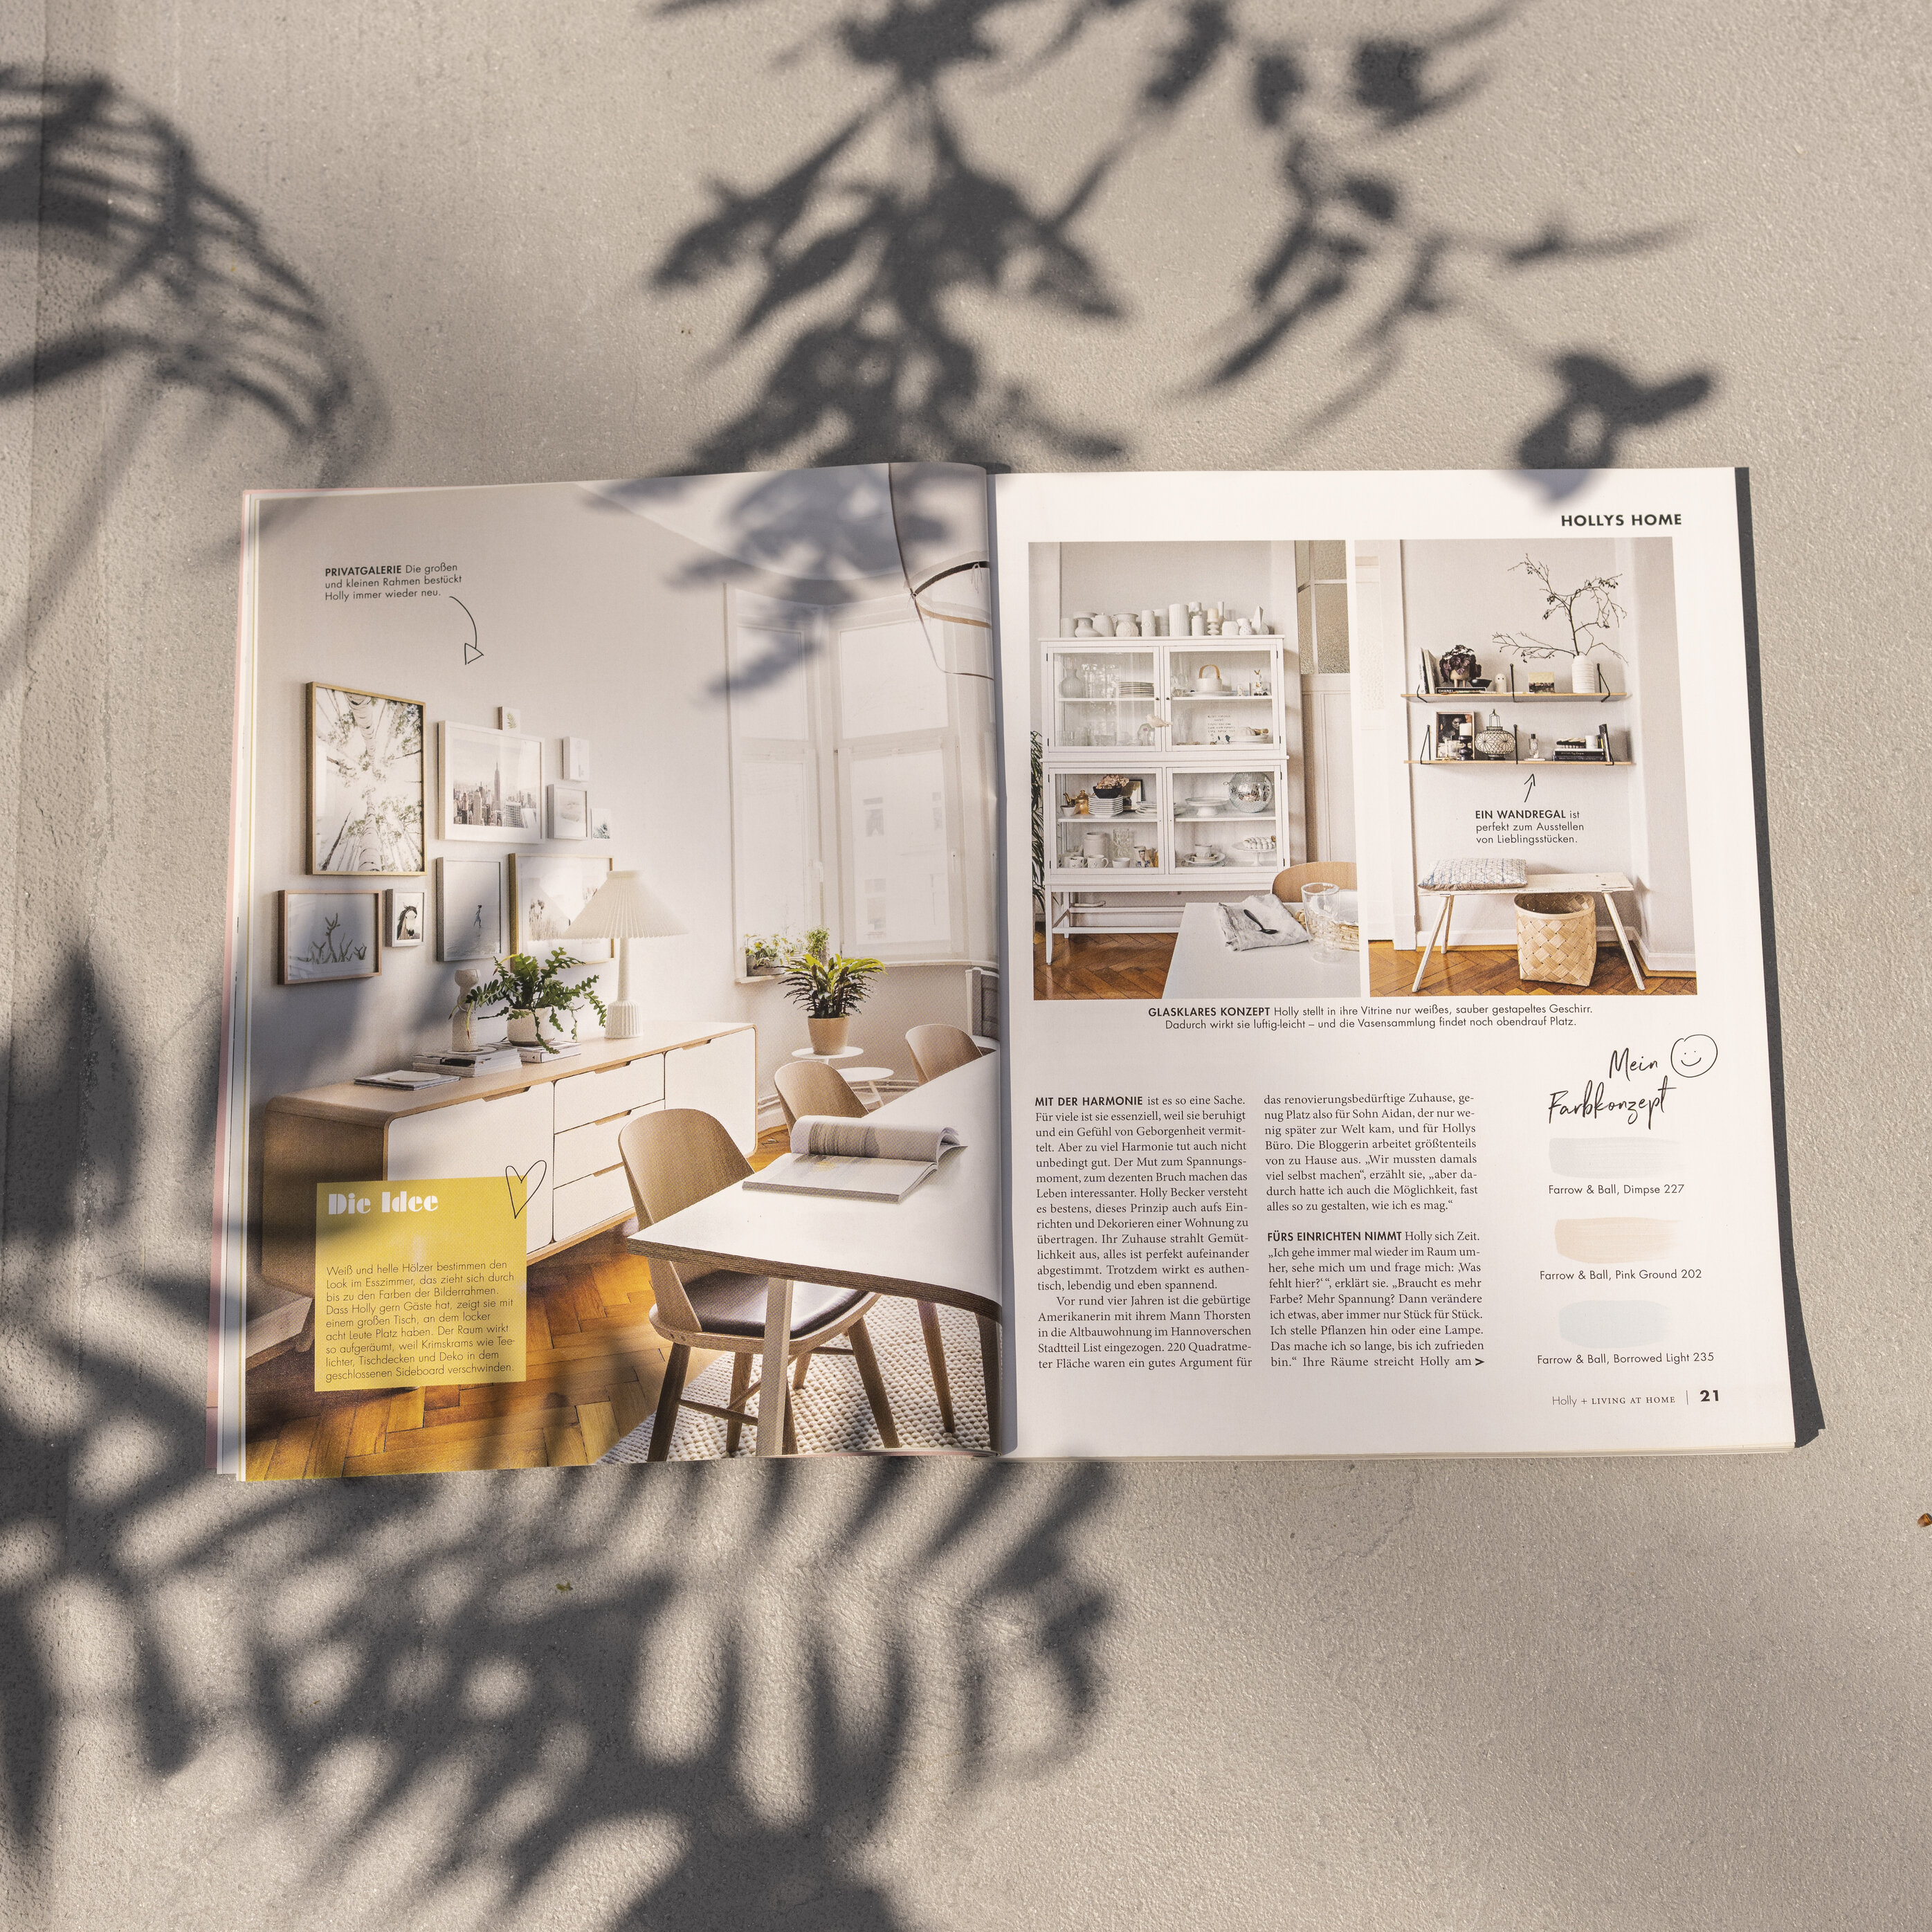 PRIVATGALERIE Die großen
und kleinen Rahmen bestückt
Holly immer wieder neu.
Die Idee
Weiß und helle Hölzer bestimmen den
Look im Esszimmer, das zieht sich durch
bis zu den Farben der Bilderrahmen.
Dass Holly gern Gäste hat, zeigt sie mit
einem großen Tisch, an dem locker
acht Leute Platz haben. Der Raum wirkt
so aufgeräumt, weil Krimskrams wie Tee-
lichter, Tischdecken und Deko in dem
geschlossenen Sideboard verschwinden.
HOLLYS HOME
EIN WANDREGAL ist
perfekt zum Ausstellen
von Lieblingsstücken.
GLASKLARES KONZEPT Holly stellt in ihre Vitrine nur weißes, sauber gestapeltes Geschirr.
Dadurch wirkt sie luftig-leicht – und die Vasensammlung findet noch obendrauf Platz.
MIT DER HARMONIE ist es so eine Sache.
Für viele ist sie essenziell, weil sie beruhigt
und ein Gefühl von Geborgenheit vermit-
telt. Aber zu viel Harmonie tut auch nicht
unbedingt gut. Der Mut zum Spannungs-
moment, zum dezenten Bruch machen das
Leben interessanter. Holly Becker versteht
es bestens, dieses Prinzip auch aufs Ein-
richten und Dekorieren einer Wohnung zu
übertragen. Ihr Zuhause strahlt Gemüt-
lichkeit aus, alles ist perfekt aufeinander
abgestimmt. Trotzdem wirkt es authen-
tisch, lebendig und eben spannend.
Vor rund vier Jahren ist die gebürtige
Amerikanerin mit ihrem Mann Thorsten
in die Altbauwohnung im Hannoverschen
Stadtteil List eingezogen. 220 Quadratme-
ter Fläche waren ein gutes Argument für
das renovierungsbedürftige Zuhause, ge-
nug Platz also für Sohn Aidan, der nur we-
nig später zur Welt kam, und für Hollys
Büro. Die Bloggerin arbeitet größtenteils
von zu Hause aus. „Wir mussten damals
viel selbst machen“, erzählt sie, „aber da-
durch hatte ich auch die Möglichkeit, fast
alles so zu gestalten, wie ich es mag.“
FÜRS EINRICHTEN NIMMT Holly sich Zeit.
„Ich gehe immer mal wieder im Raum um-
her, sehe mich um und frage mich: ‚Was
fehlt hier?‘“, erklärt sie. „Braucht es mehr
Farbe? Mehr Spannung? Dann verändere
ich etwas, aber immer nur Stück für Stück.
Ich stelle Pflanzen hin oder eine Lampe.
Das mache ich so lange, bis ich zufrieden
bin.“ Ihre Räume streicht Holly am >
Mein
Farbkonzept
Farrow & Ball, Dimpse 227
Farrow & Ball, Pink Ground 202
Farrow & Ball, Borrowed Light 235
Holly + LIVING AT HOME | 21